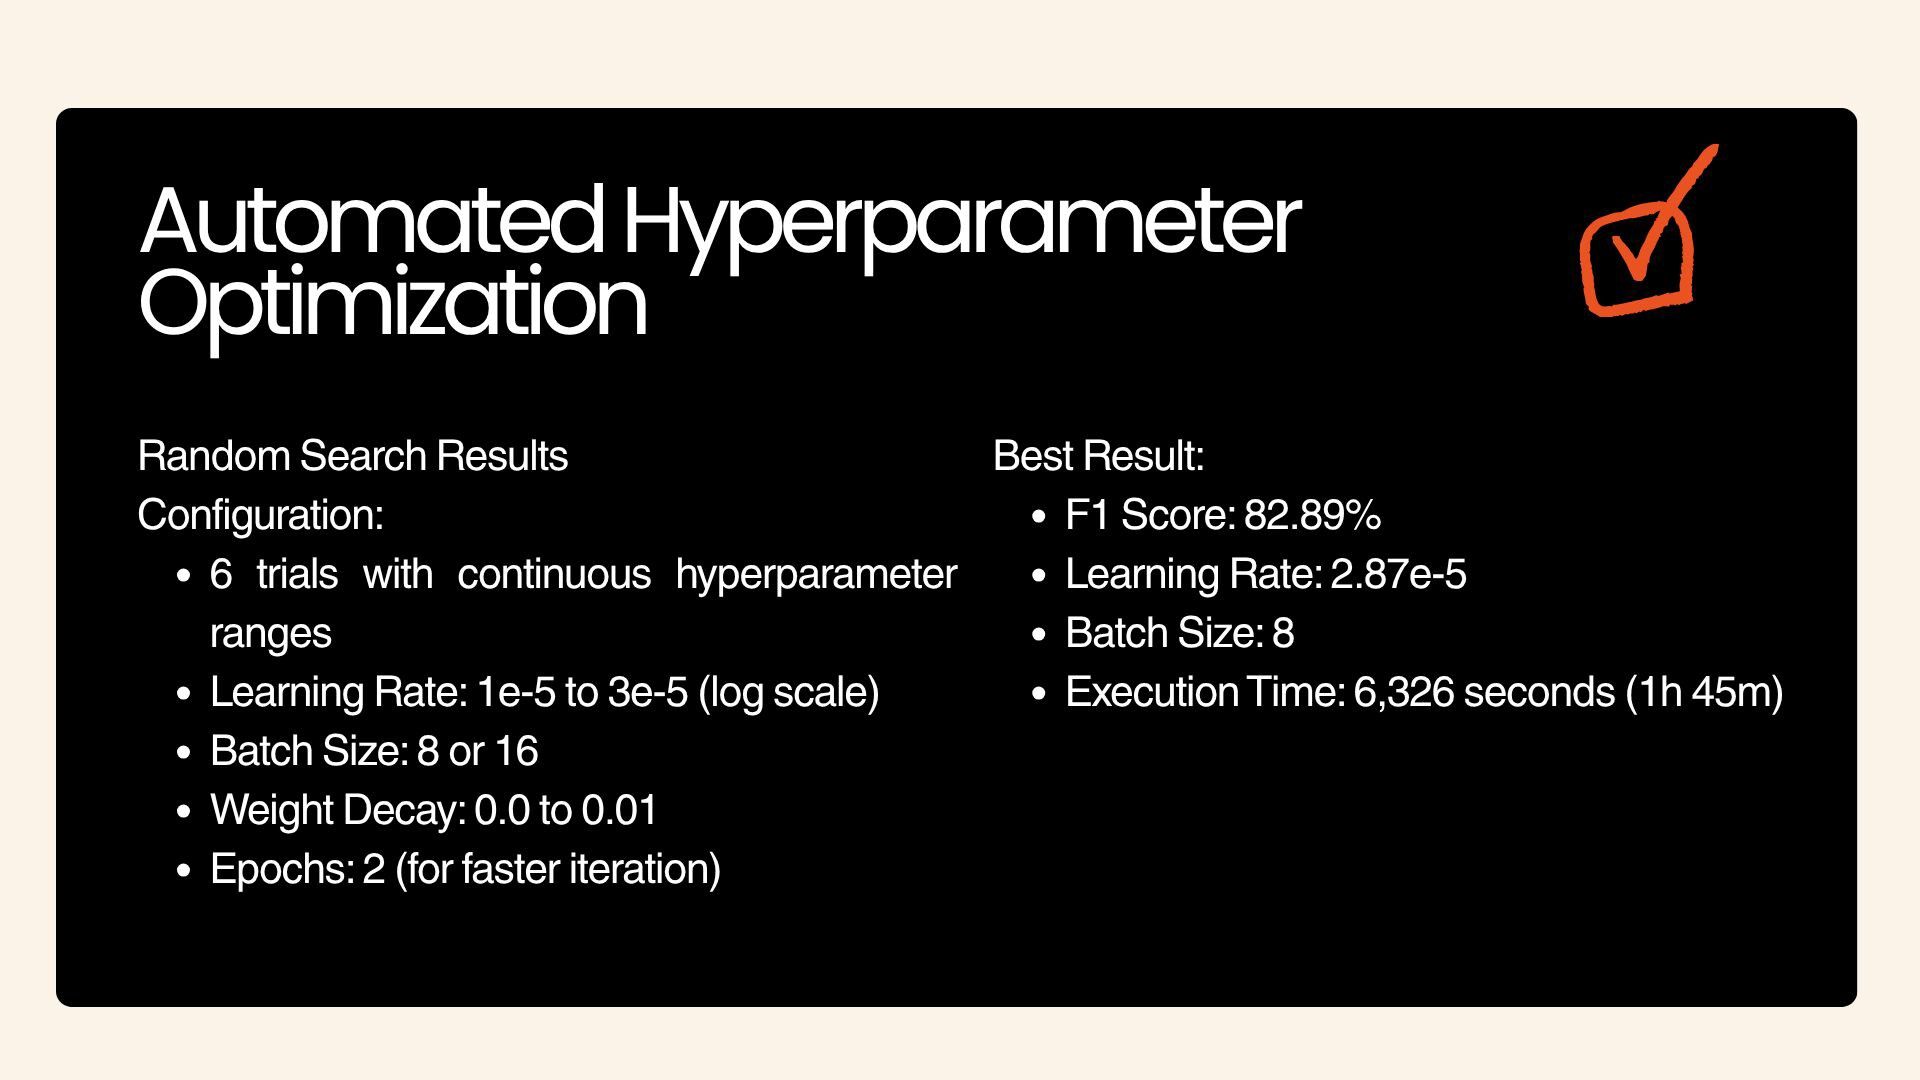 Automated Hyperparameter
Optimization
Random Search Results
Configuration:
• 6 trials with continuous hyperparameter
ranges
• Learning Rate: 1e-5 to 3e-5 (log scale)
• Batch Size: 8 or 16
• Weight Decay: 0.0 to 0.01
• Epochs: 2 (for faster iteration)
Best Result:
• F1 Score: 82.89%
• Learning Rate: 2.87e-5
• Batch Size: 8
• Execution Time: 6,326 seconds (1h 45m)